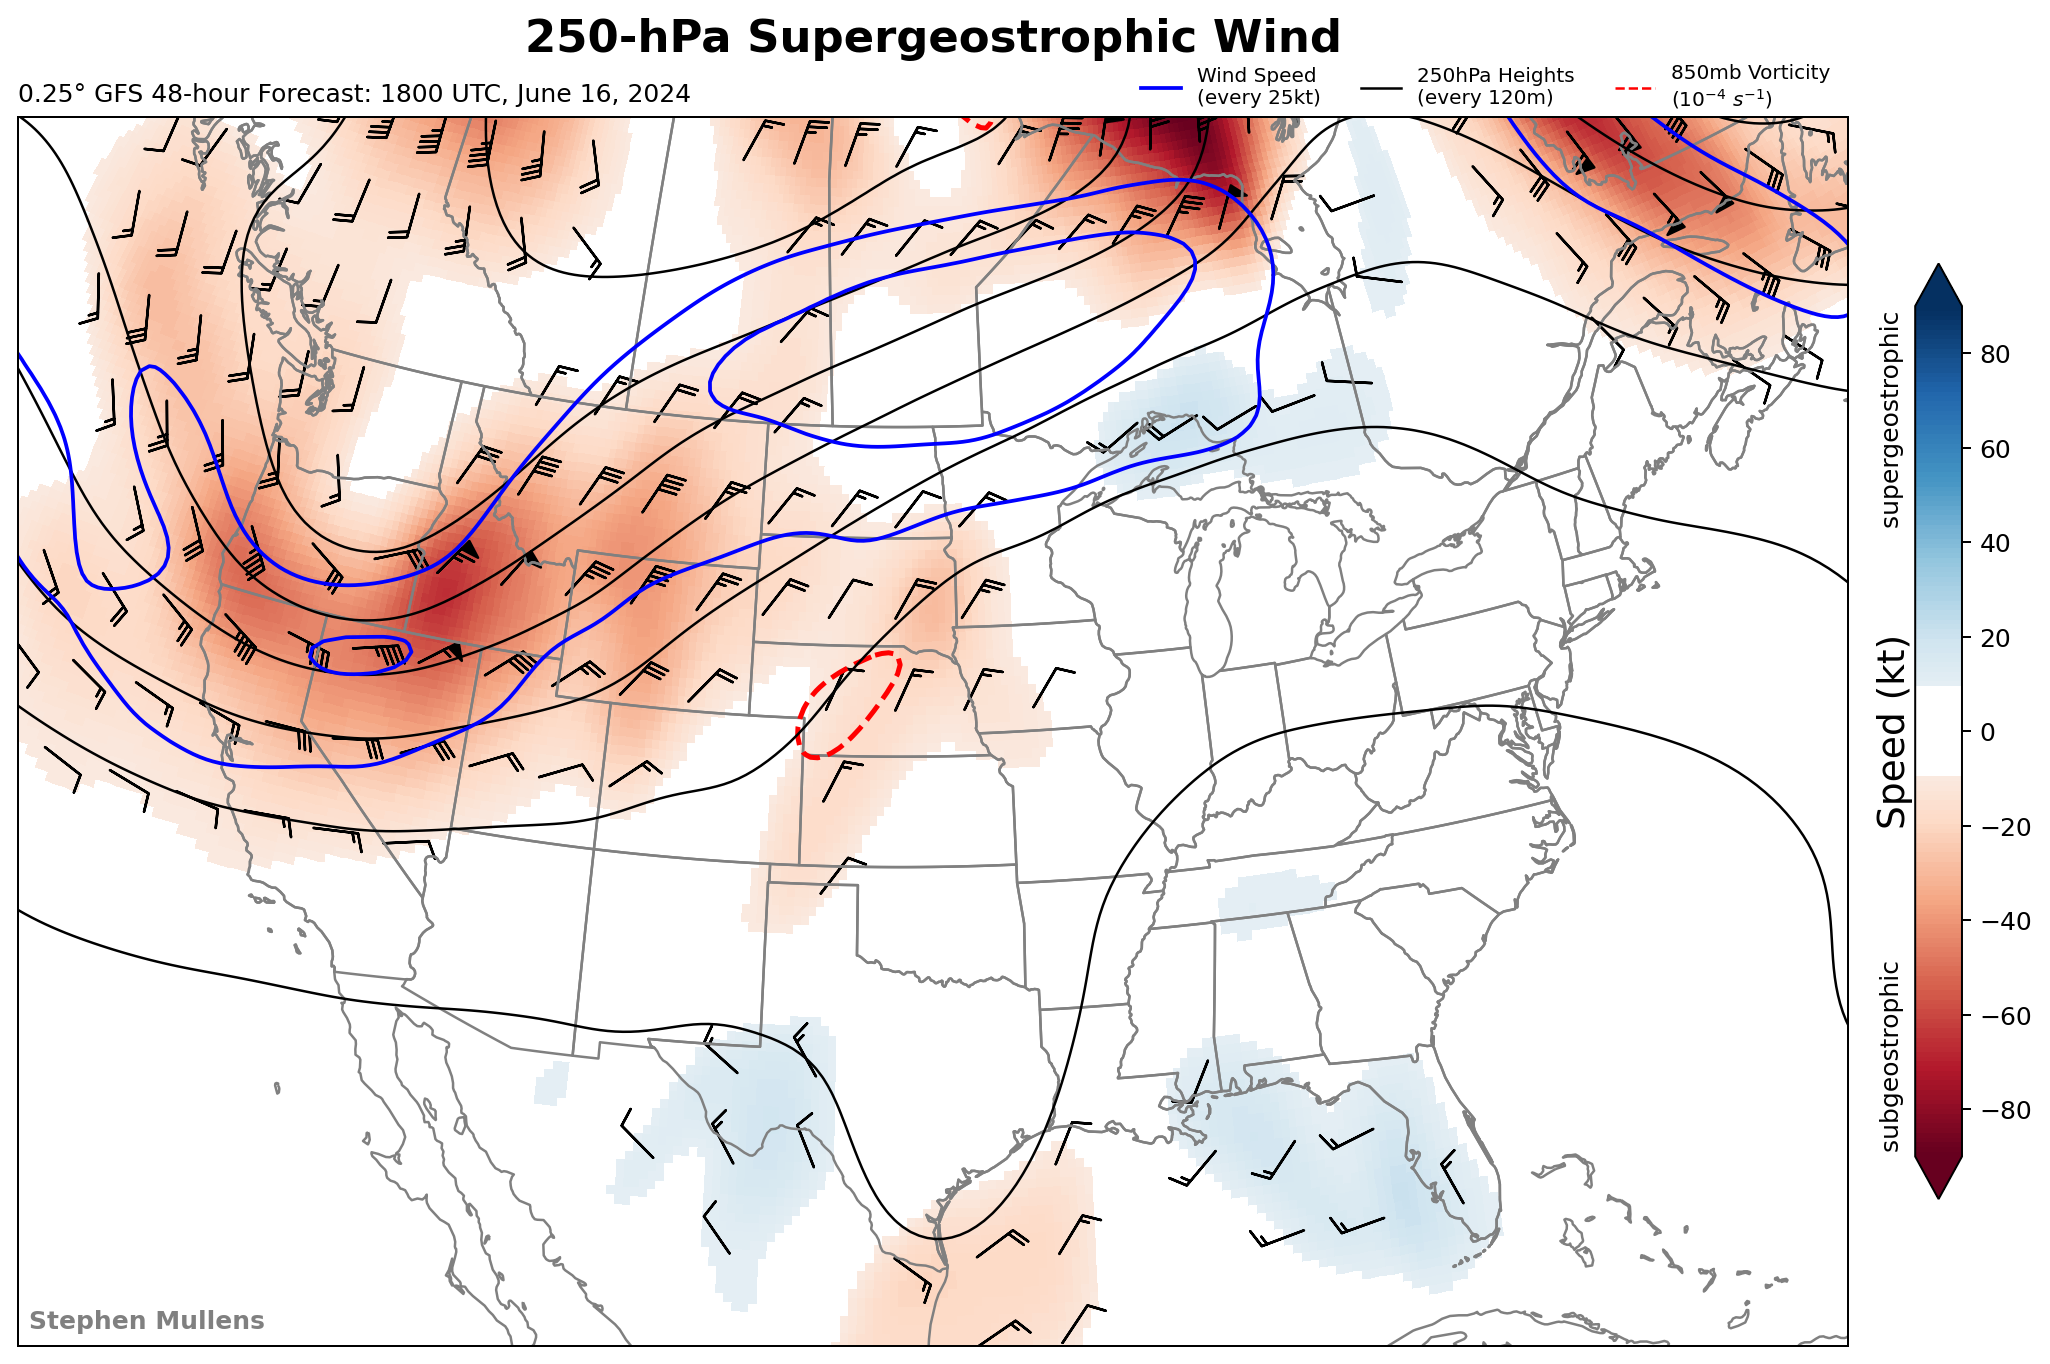 250-hPa Supergeostrophic Wind
0.25° GFS 48-hour Forecast: 1800 UTC, June 16, 2024
Wind Speed
(every 25kt)
250hPa Heights
(every 120m)
850mb Vorticity
(10⁻⁴ s⁻¹)
supergeostrophic
Speed (kt)
subgeostrophic
80
60
40
20
0
−20
−40
−60
−80
Stephen Mullens